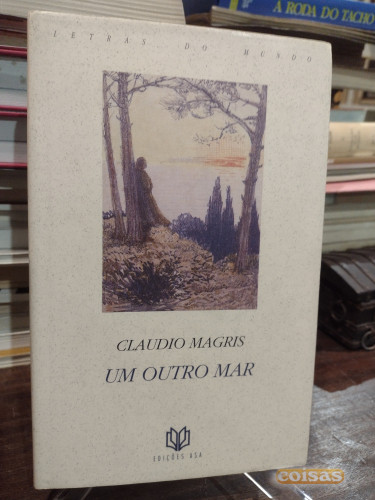 A RODA DO TACHO
LETRAS DO MUNDO
CLAUDIO MAGRIS
UM OUTRO MAR
EDIÇÕES ASA
coisas